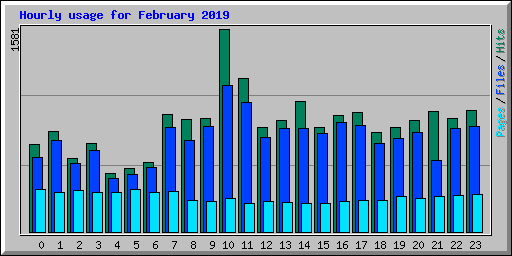 Hourly usage for February 2019
1581
Pages/Files/Hits
0 1 2 3 4 5 6 7 8 9 10 11 12 13 14 15 16 17 18 19 20 21 22 23